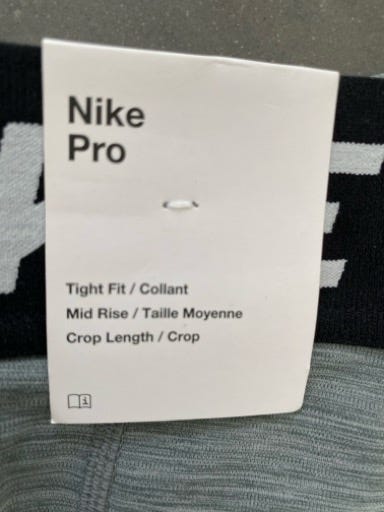 Nike
Pro
Tight Fit / Collant
Mid Rise / Taille Moyenne
Crop Length / Crop